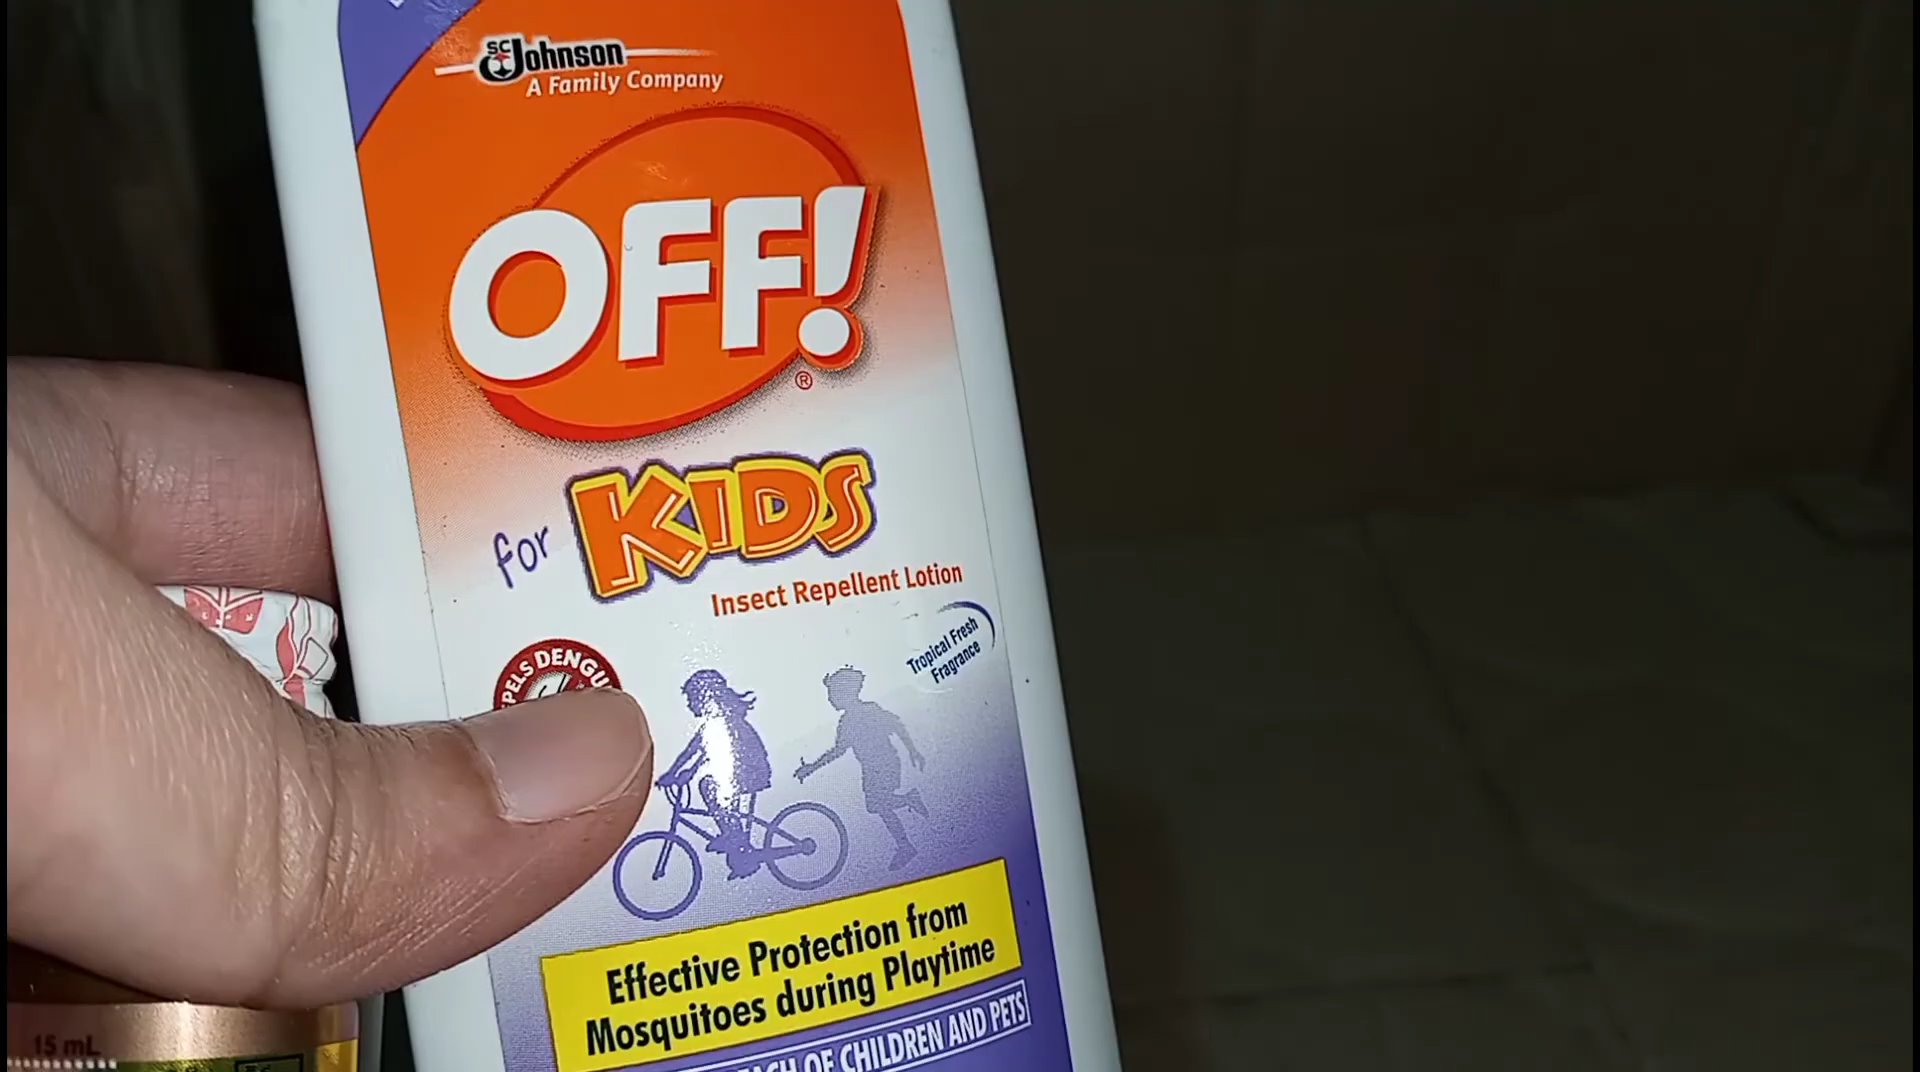 SC Johnson
A Family Company
OFF!
®
for KIDS
Insect Repellent Lotion
Tropical Fresh
Fragrance
Effective Protection from
Mosquitoes during Playtime
OF CHILDREN AND PETS
15 mL